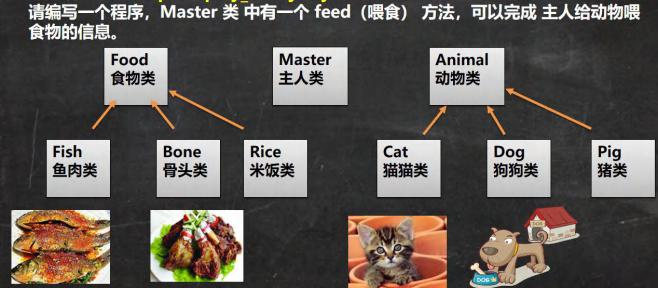 请编写一个程序，Master 类 中有一个 feed（喂食） 方法，可以完成 主人给动物喂
食物的信息。
Food
食物类
Master
主人类
Animal
动物类
Fish
鱼肉类
Bone
骨头类
Rice
米饭类
Cat
猫猫类
Dog
狗狗类
Pig
猪类
DOG
DOG